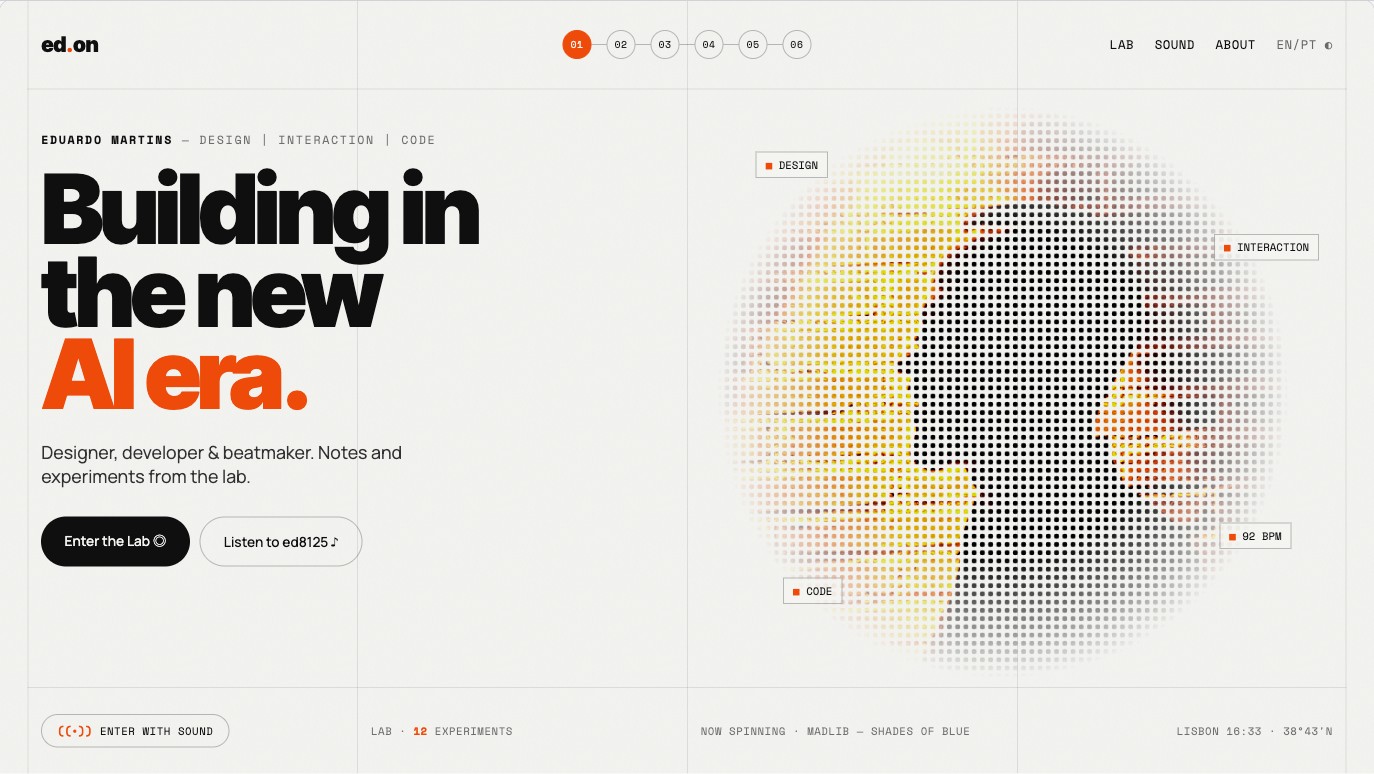 ed.on
01 02 03 04 05 06
LAB SOUND ABOUT EN/PT ◐
EDUARDO MARTINS — DESIGN | INTERACTION | CODE
Building in
the new
AI era.
Designer, developer & beatmaker. Notes and
experiments from the lab.
Enter the Lab ◎
Listen to ed8125 ♪
DESIGN
INTERACTION
92 BPM
CODE
((•)) ENTER WITH SOUND
LAB · 12 EXPERIMENTS
NOW SPINNING · MADLIB — SHADES OF BLUE
LISBON 16:33 · 38°43'N